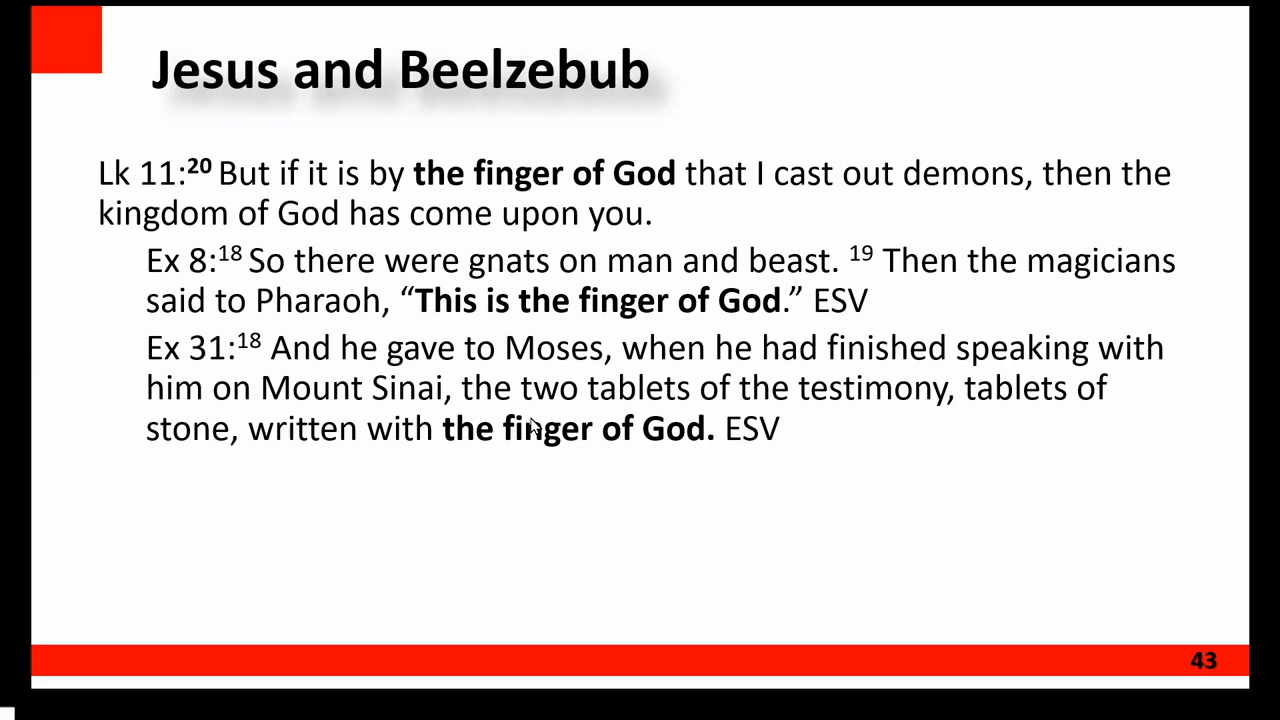 Jesus and Beelzebub
Lk 11:20 But if it is by the finger of God that I cast out demons, then the
kingdom of God has come upon you.
Ex 8:18 So there were gnats on man and beast. 19 Then the magicians
said to Pharaoh, “This is the finger of God.” ESV
Ex 31:18 And he gave to Moses, when he had finished speaking with
him on Mount Sinai, the two tablets of the testimony, tablets of
stone, written with the finger of God. ESV
43